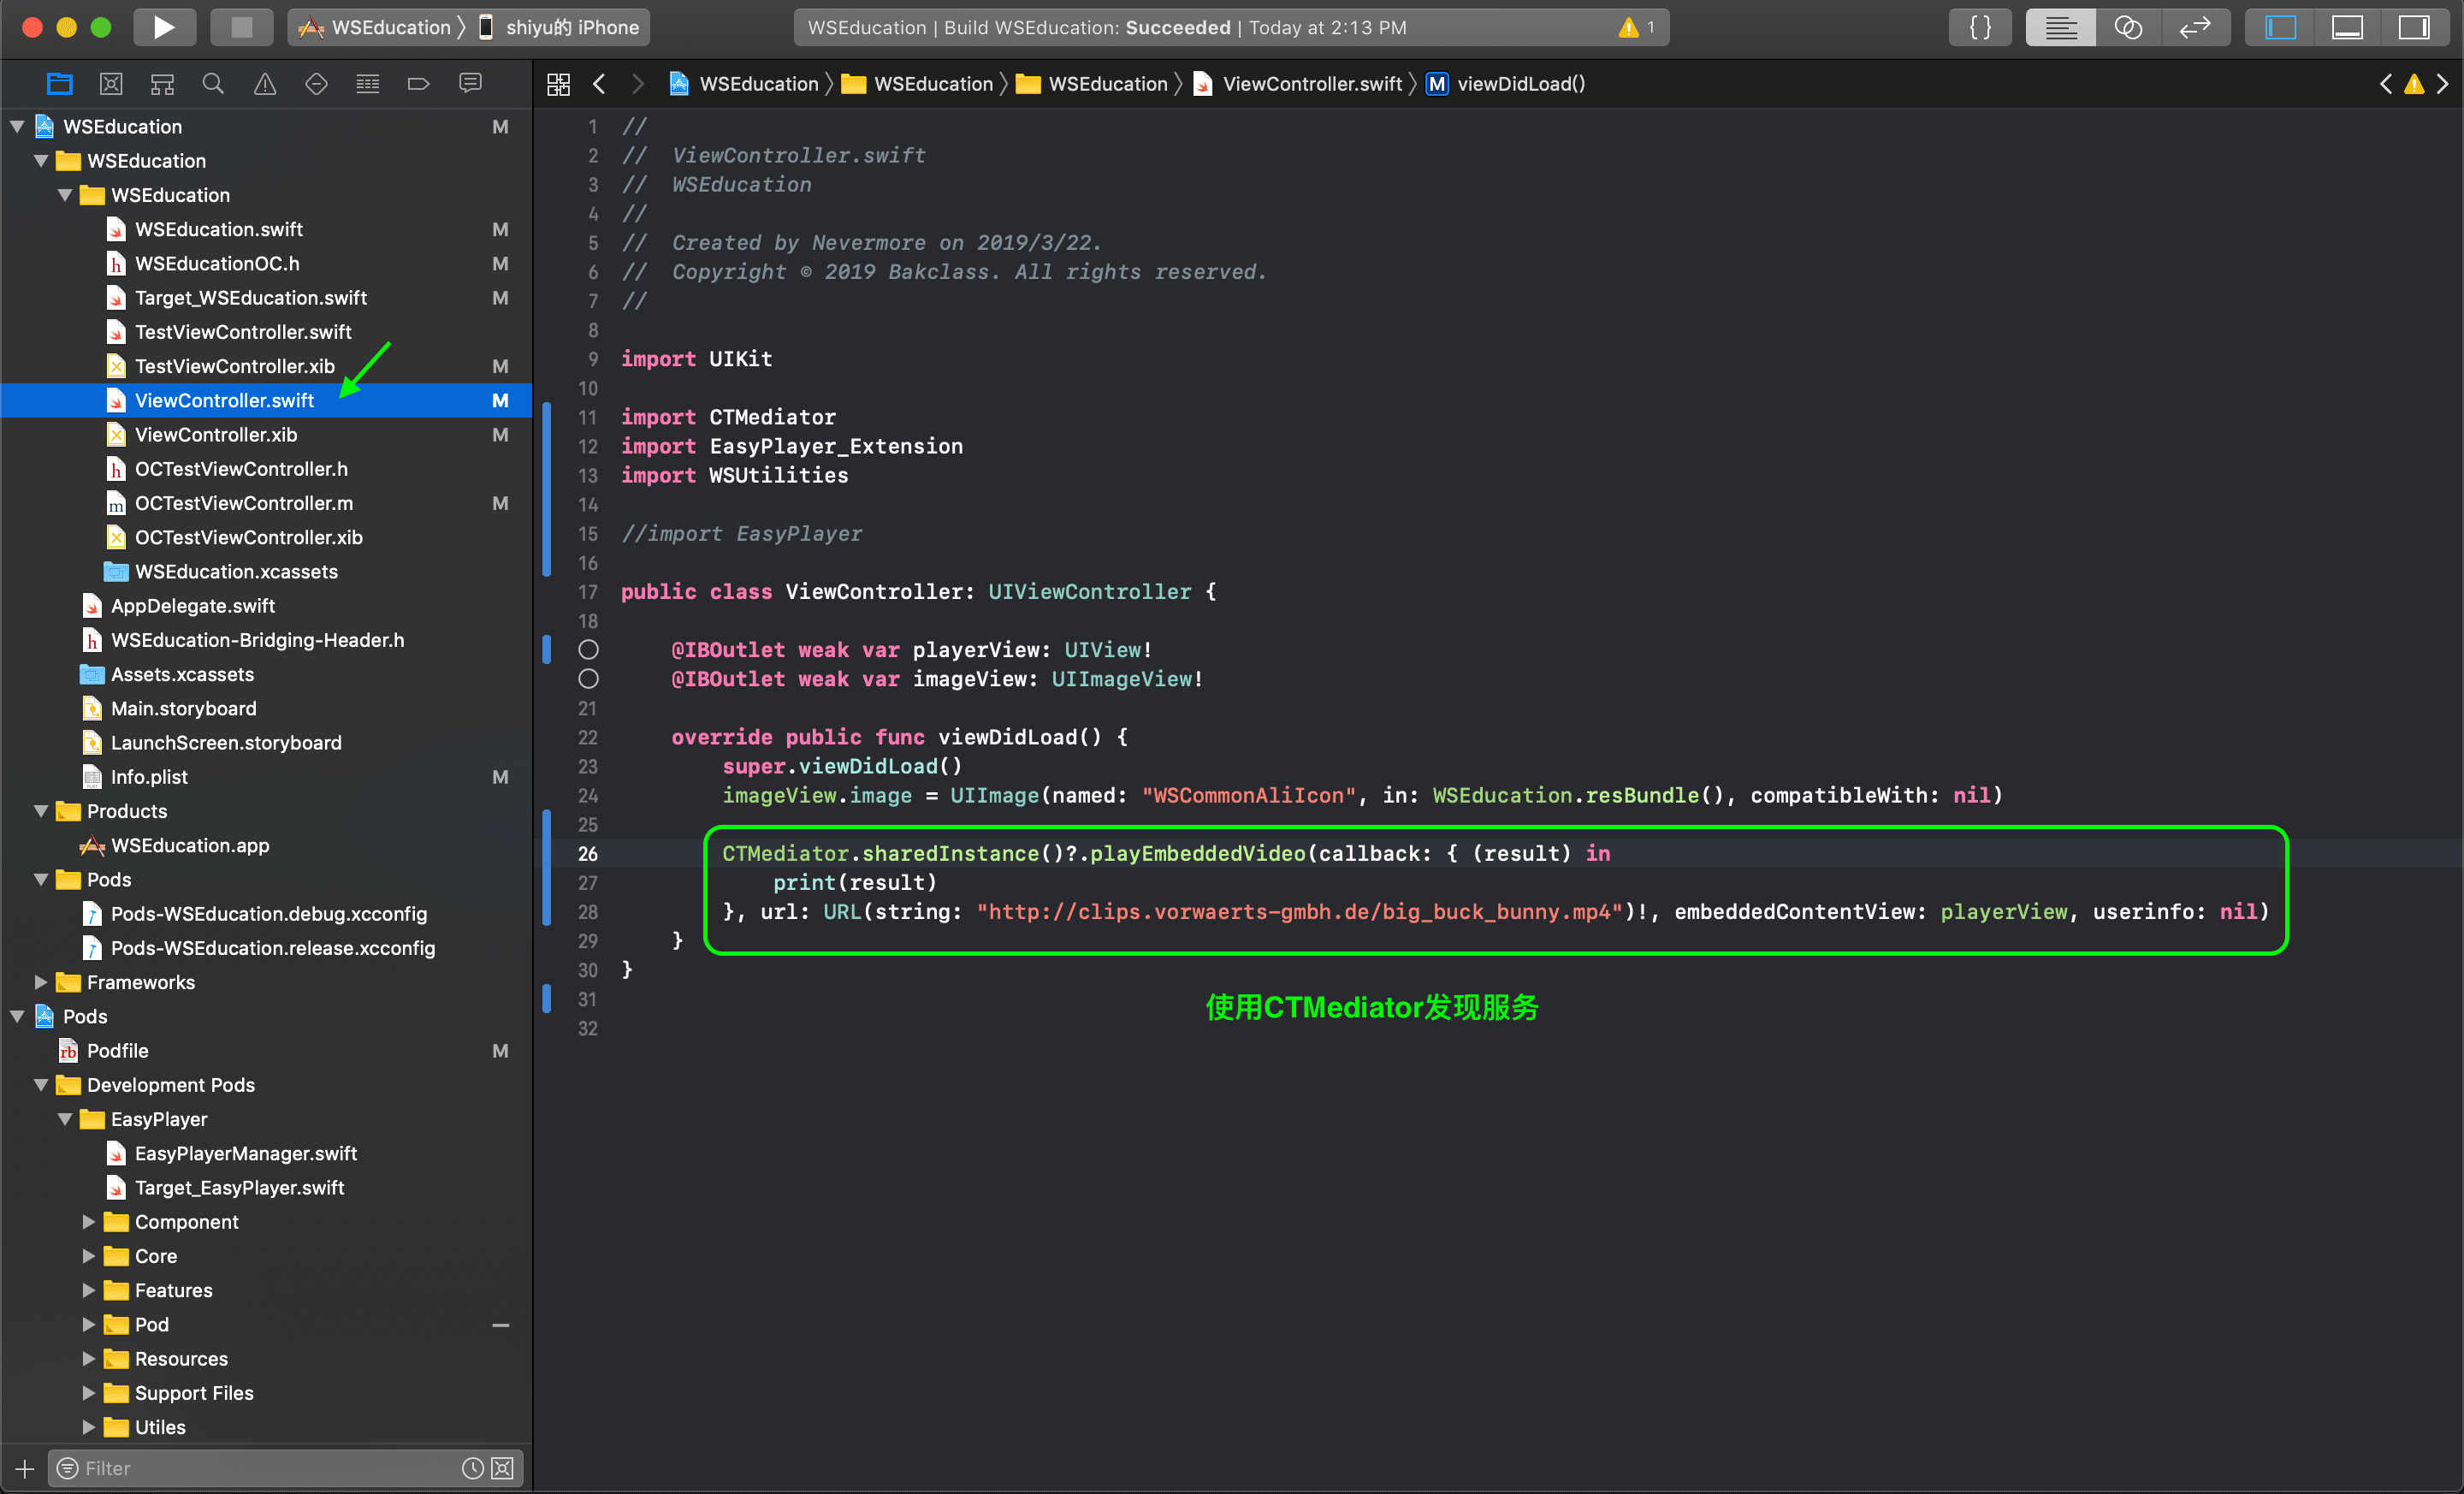 WSEducation 〉 shiyu的 iPhone
WSEducation | Build WSEducation: Succeeded | Today at 2:13 PM
1
{ }
WSEducation 〉 WSEducation 〉 WSEducation 〉 ViewController.swift 〉 M viewDidLoad()
WSEducation M
WSEducation
WSEducation
WSEducation.swift M
WSEducationOC.h M
Target_WSEducation.swift M
TestViewController.swift
TestViewController.xib M
ViewController.swift M
ViewController.xib M
OCTestViewController.h
OCTestViewController.m M
OCTestViewController.xib
WSEducation.xcassets
AppDelegate.swift
WSEducation-Bridging-Header.h
Assets.xcassets
Main.storyboard
LaunchScreen.storyboard
Info.plist M
Products
WSEducation.app
Pods
Pods-WSEducation.debug.xcconfig
Pods-WSEducation.release.xcconfig
Frameworks
Pods
Podfile M
Development Pods
EasyPlayer
EasyPlayerManager.swift
Target_EasyPlayer.swift
Component
Core
Features
Pod
Resources
Support Files
Utiles
Filter
1 //
2 //  ViewController.swift
3 //  WSEducation
4 //
5 //  Created by Nevermore on 2019/3/22.
6 //  Copyright © 2019 Bakclass. All rights reserved.
7 //
8
9 import UIKit
10
11 import CTMediator
12 import EasyPlayer_Extension
13 import WSUtilities
14
15 //import EasyPlayer
16
17 public class ViewController: UIViewController {
18
@IBOutlet weak var playerView: UIView!
@IBOutlet weak var imageView: UIImageView!
21
22 override public func viewDidLoad() {
23 super.viewDidLoad()
24 imageView.image = UIImage(named: "WSCommonAliIcon", in: WSEducation.resBundle(), compatibleWith: nil)
25
26 CTMediator.sharedInstance()?.playEmbeddedVideo(callback: { (result) in
27 print(result)
28 }, url: URL(string: "http://clips.vorwaerts-gmbh.de/big_buck_bunny.mp4")!, embeddedContentView: playerView, userinfo: nil)
29 }
30 }
31
使用CTMediator发现服务
32